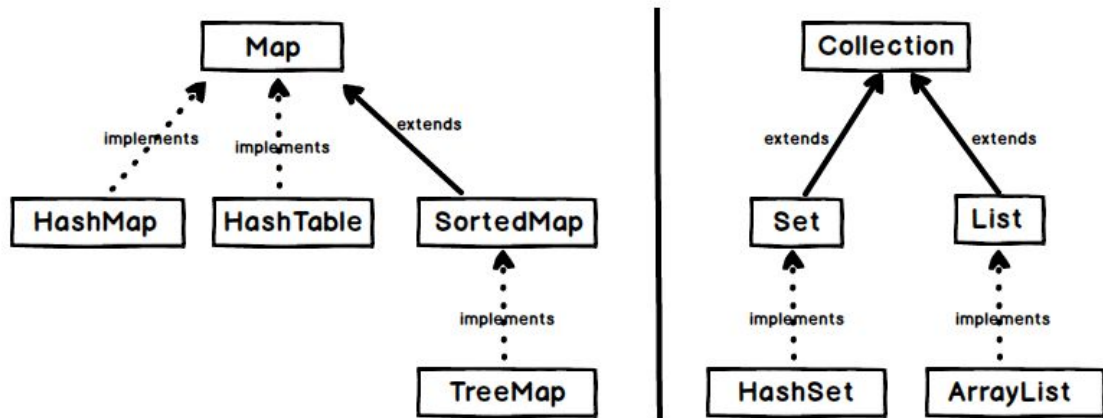 Map
Collection
implements
implements
extends
extends
extends
HashMap
HashTable
SortedMap
Set
List
implements
implements
implements
TreeMap
HashSet
ArrayList